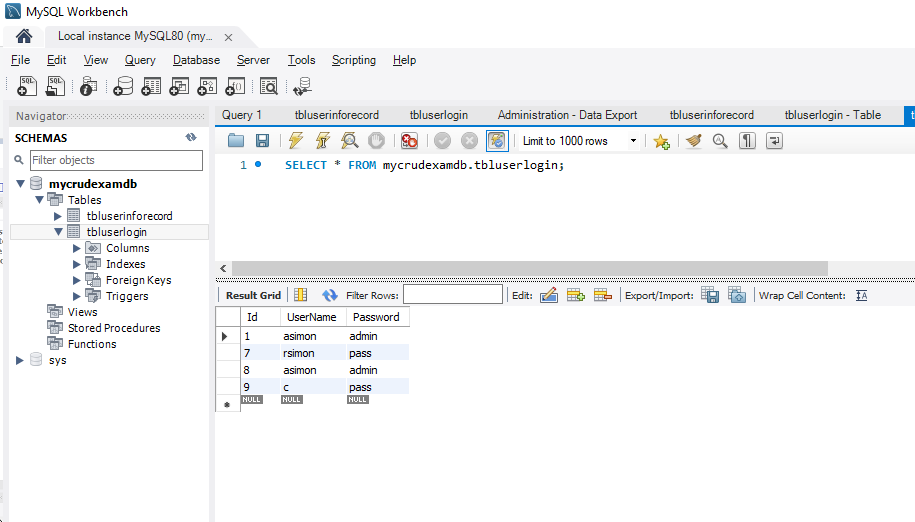 MySQL Workbench
Local instance MySQL80 (my... ×
File Edit View Query Database Server Tools Scripting Help
Navigator
SCHEMAS
Filter objects
mycrudexamdb
Tables
tbluserinforecord
tbluserlogin
Columns
Indexes
Foreign Keys
Triggers
Views
Stored Procedures
Functions
sys
Query 1 tbluserinforecord tbluserlogin Administration - Data Export tbluserinforecord tbluserlogin - Table
Limit to 1000 rows
1 SELECT * FROM mycrudexamdb.tbluserlogin;
Result Grid Filter Rows: Edit: Export/Import: Wrap Cell Content:
Id UserName Password
1 asimon admin
7 rsimon pass
8 asimon admin
9 c pass
NULL NULL NULL